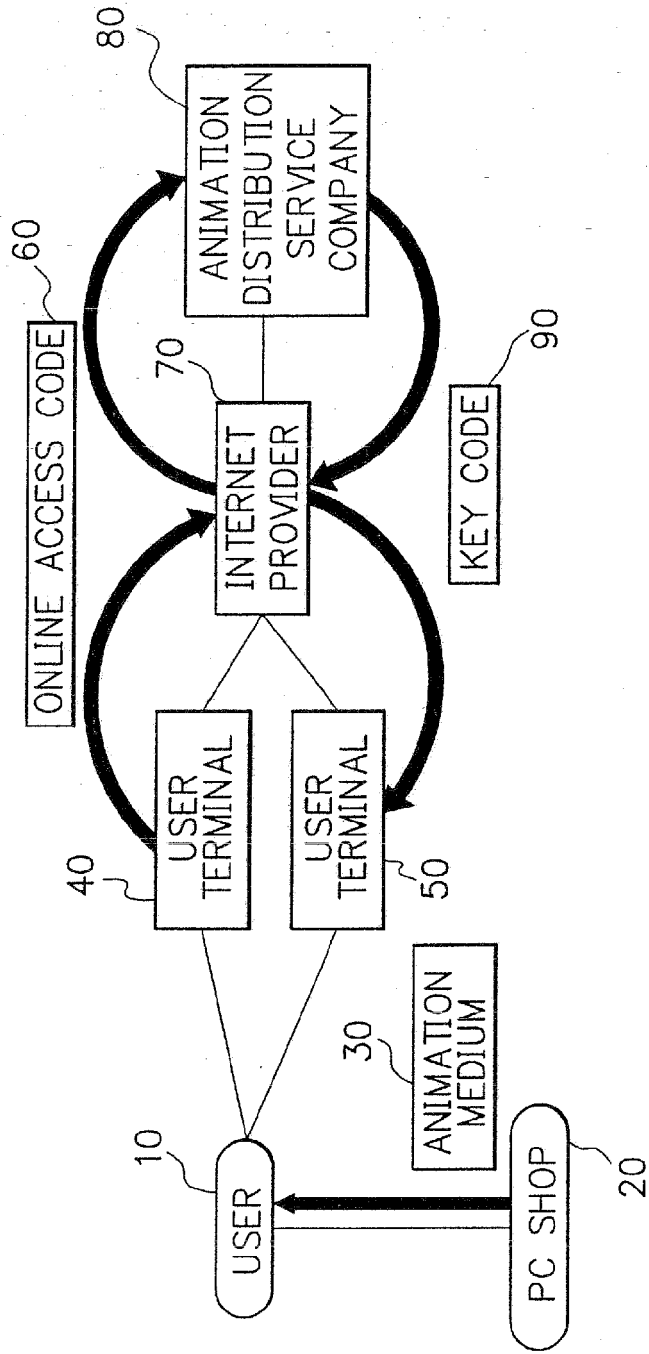 ONLINE ACCESS CODE
60
80
ANIMATION
DISTRIBUTION
SERVICE
COMPANY
70
INTERNET
PROVIDER
40
USER
TERMINAL
USER
TERMINAL
50
KEY CODE
90
10
USER
30
ANIMATION
MEDIUM
PC SHOP
20